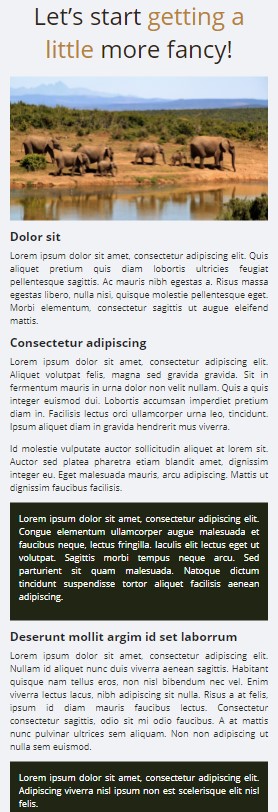 Let's start getting a
little more fancy!
Dolor sit
Lorem ipsum dolor sit amet, consectetur adipiscing elit. Quis
aliquet pretium quis diam lobortis ultricies feugiat
pellentesque sagittis. Ac mauris nibh egestas a. Risus massa
egestas libero, nulla nisi, quisque molestie pellentesque eget.
Morbi elementum, consectetur sagittis ut augue eleifend
mattis.
Consectetur adipiscing
Lorem ipsum dolor sit amet, consectetur adipiscing elit.
Aliquet volutpat felis, magna sed gravida gravida. Sit in
fermentum mauris in urna dolor non velit nullam. Quis a quis
integer euismod dui. Lobortis accumsan imperdiet pretium
diam in. Facilisis lectus orci ullamcorper urna leo, tincidunt.
Ipsum aliquet diam in gravida hendrerit mus viverra.
Id molestie vulputate auctor sollicitudin aliquet at lorem sit.
Auctor sed platea pharetra etiam blandit amet, dignissim
integer eu. Eget malesuada mauris, arcu adipiscing. Mattis ut
dignissim faucibus facilisis.
Lorem ipsum dolor sit amet, consectetur adipiscing elit.
Congue elementum ullamcorper augue malesuada et
faucibus neque, lectus fringilla. Iaculis elit lectus eget ut
volutpat. Sagittis morbi tempus neque arcu. Sed
parturient sit quam malesuada. Natoque dictum
tincidunt suspendisse tortor aliquet facilisis aenean
adipiscing.
Deserunt mollit argim id set laborrum
Lorem ipsum dolor sit amet, consectetur adipiscing elit.
Nullam id aliquet nunc duis viverra aenean sagittis. Habitant
quisque nam tellus eros, non nisl bibendum nec vel. Enim
viverra lectus lacus, nibh adipiscing sit nulla. Risus a at felis,
ipsum id diam mauris faucibus lectus. Consectetur
consectetur sagittis, odio sit mi odio faucibus. A at mattis
nunc pulvinar ultrices sem aliquam. Non non adipiscing ut
nulla sem euismod.
Lorem ipsum dolor sit amet, consectetur adipiscing elit.
Adipiscing viverra nisl ipsum non est scelerisque elit nisl
felis.